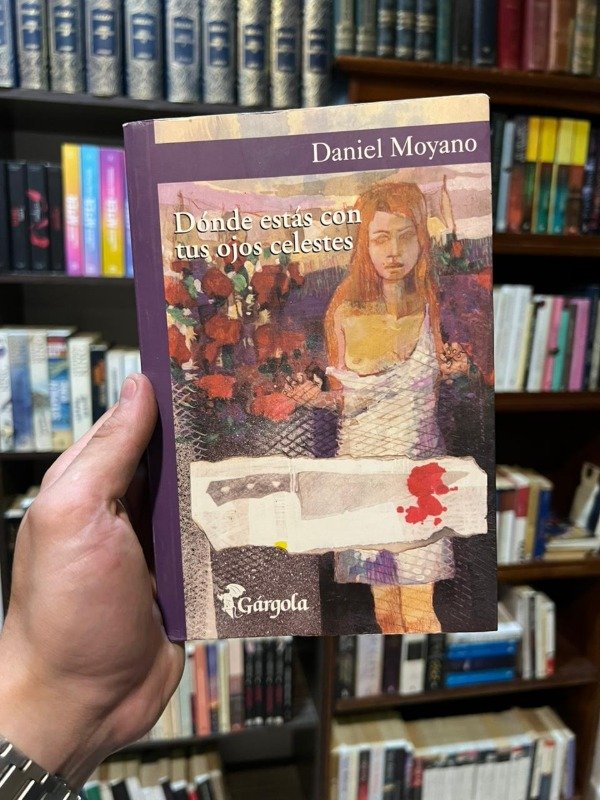 Daniel Moyano
Dónde estás con
tus ojos celestes
Gárgola